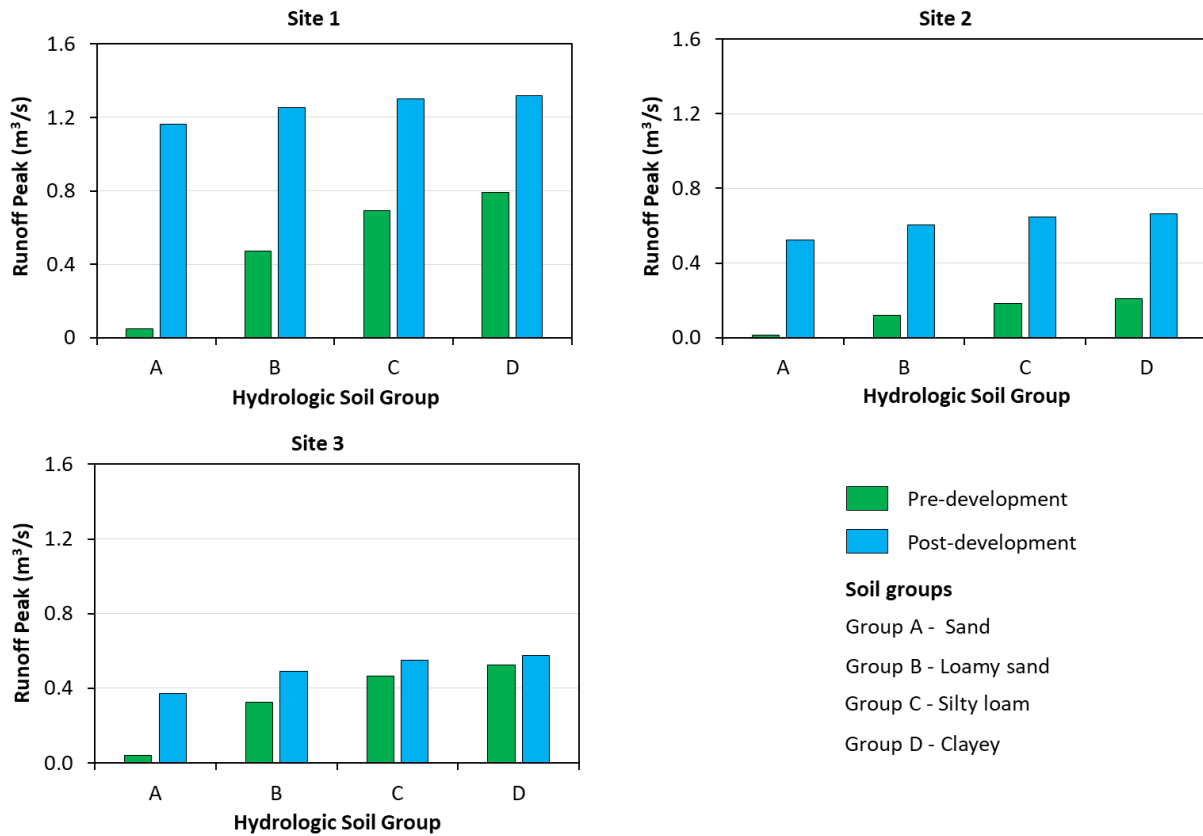 Site 1
1.6
1.2
0.8
0.4
0
Runoff Peak (m³/s)
A B C D
Hydrologic Soil Group
Site 2
1.6
1.2
0.8
0.4
0.0
Runoff Peak (m³/s)
A B C D
Hydrologic Soil Group
Site 3
1.6
1.2
0.8
0.4
0.0
Runoff Peak (m³/s)
A B C D
Hydrologic Soil Group
Pre-development
Post-development
Soil groups
Group A - Sand
Group B - Loamy sand
Group C - Silty loam
Group D - Clayey